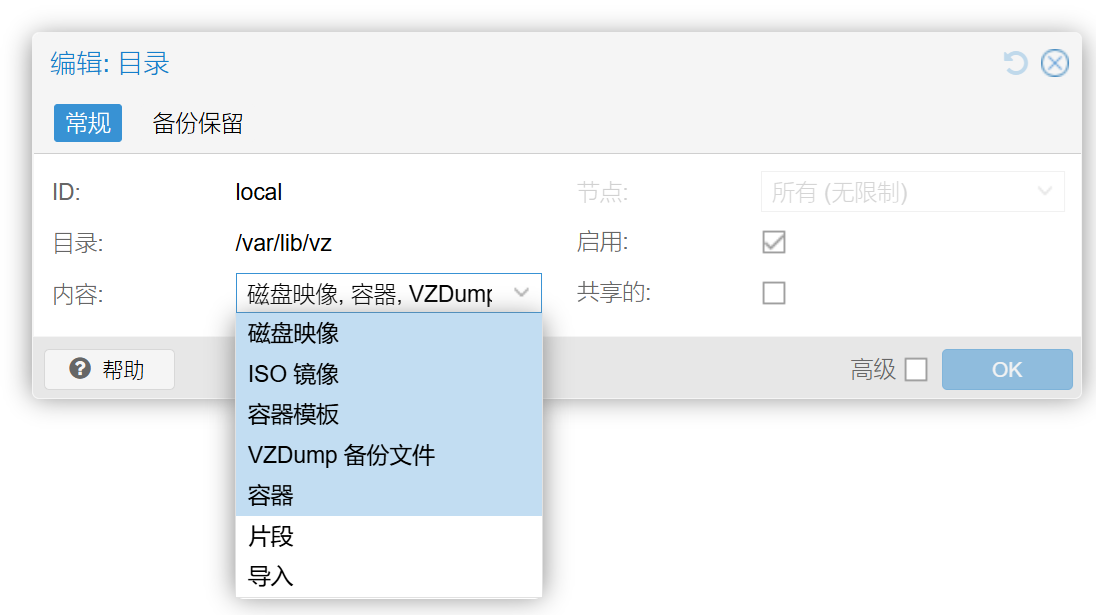 编辑: 目录
常规 备份保留
ID: local 节点: 所有 (无限制)
目录: /var/lib/vz 启用:
内容: 磁盘映像, 容器, VZDump 共享的:
磁盘映像
ISO 镜像
容器模板
VZDump 备份文件
容器
片段
导入
帮助 高级 OK